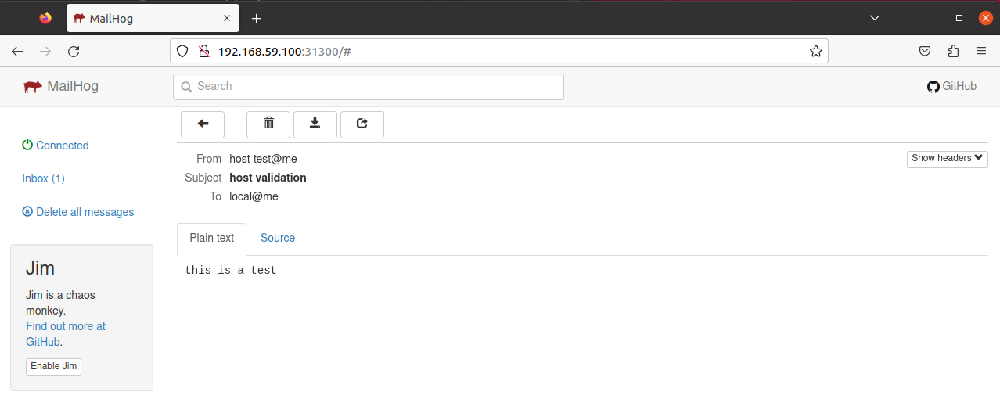 MailHog
192.168.59.100:31300/#
MailHog
Search
GitHub
Connected
Inbox (1)
Delete all messages
Jim
Jim is a chaos
monkey.
Find out more at
GitHub.
Enable Jim
From host-test@me
Show headers
Subject host validation
To local@me
Plain text
Source
this is a test